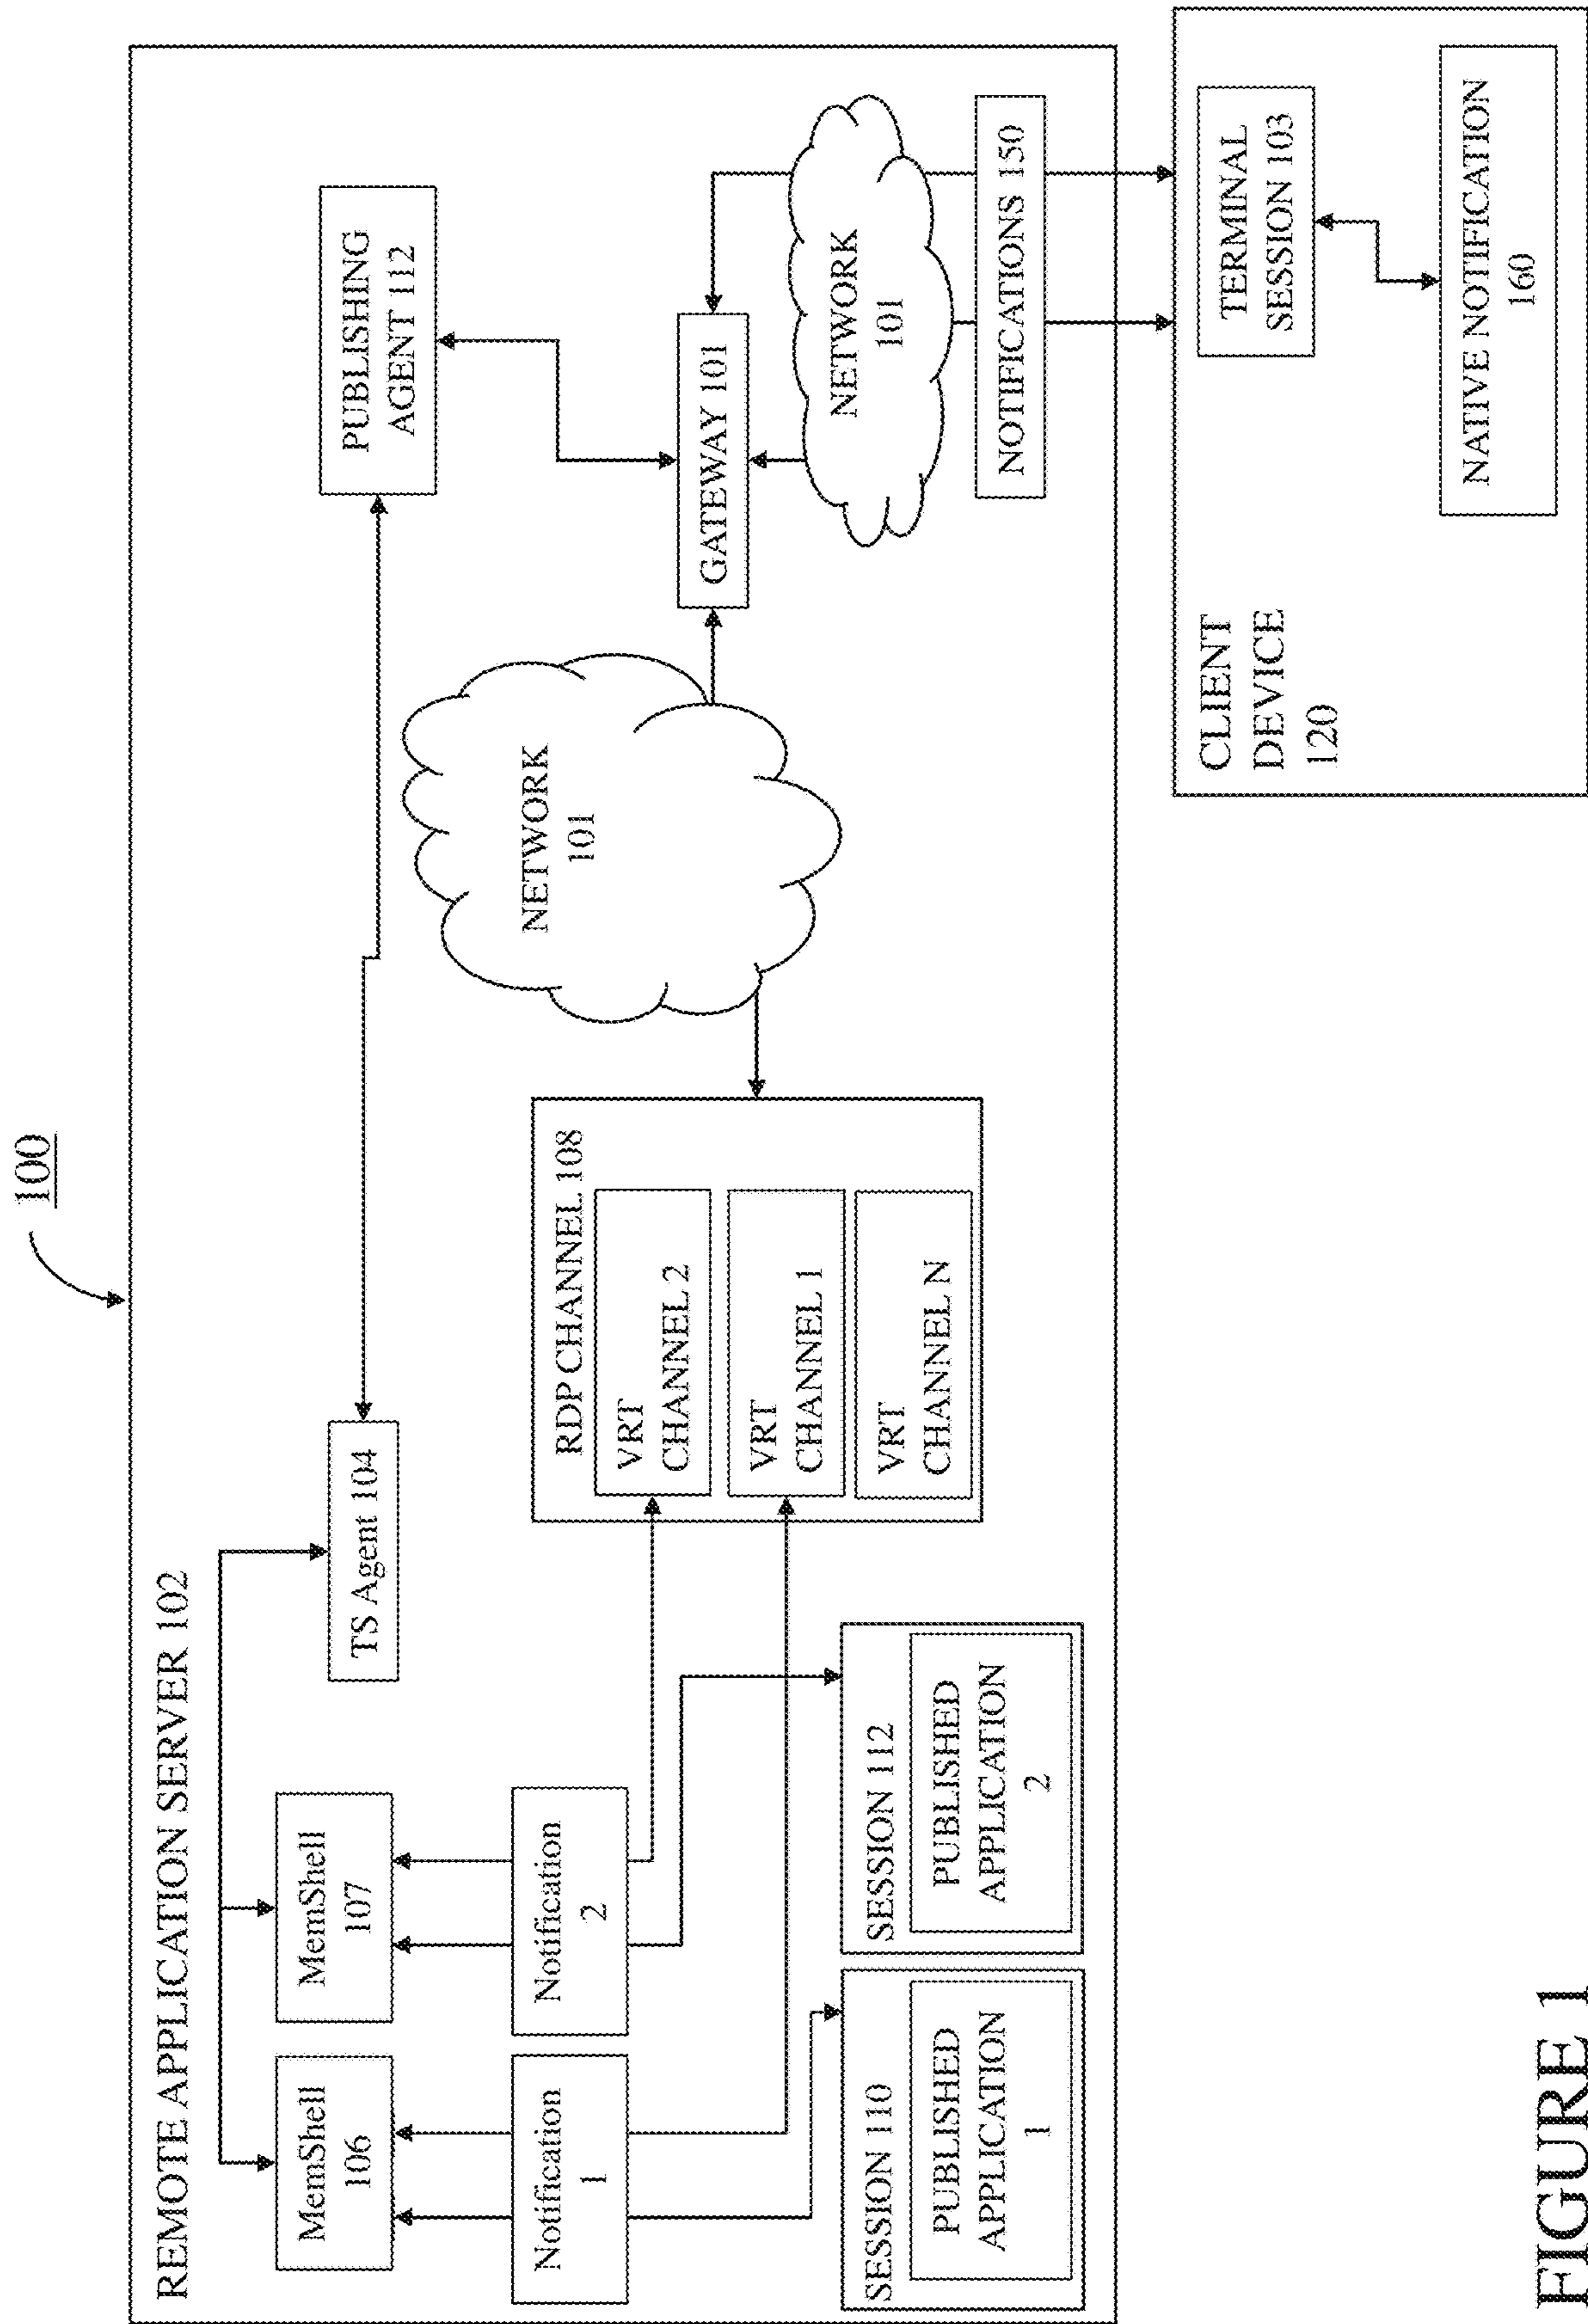 100
REMOTE APPLICATION SERVER 102
MemShell
106
MemShell
107
TS Agent 104
PUBLISHING
AGENT 112
Notification
1
Notification
2
RDP CHANNEL 108
VRT
CHANNEL 2
VRT
CHANNEL 1
VRT
CHANNEL N
NETWORK
101
GATEWAY 101
NETWORK
101
SESSION 110
PUBLISHED
APPLICATION
1
SESSION 112
PUBLISHED
APPLICATION
2
NOTIFICATIONS 150
CLIENT
DEVICE
120
TERMINAL
SESSION 103
NATIVE NOTIFICATION
160
FIGURE 1